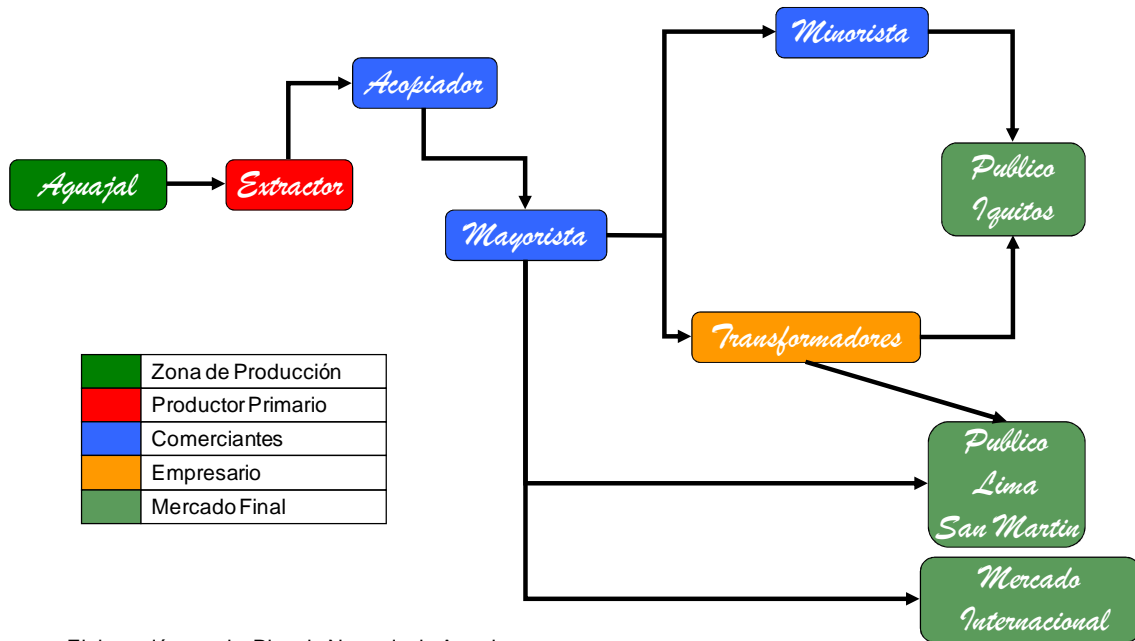 Minorista
Acopiador
Publico
Iquitos
Aguajal
Extractor
Mayorista
Transformadores
Zona de Producción
Productor Primario
Comerciantes
Empresario
Mercado Final
Publico
Lima
San Martin
Mercado
Internacional